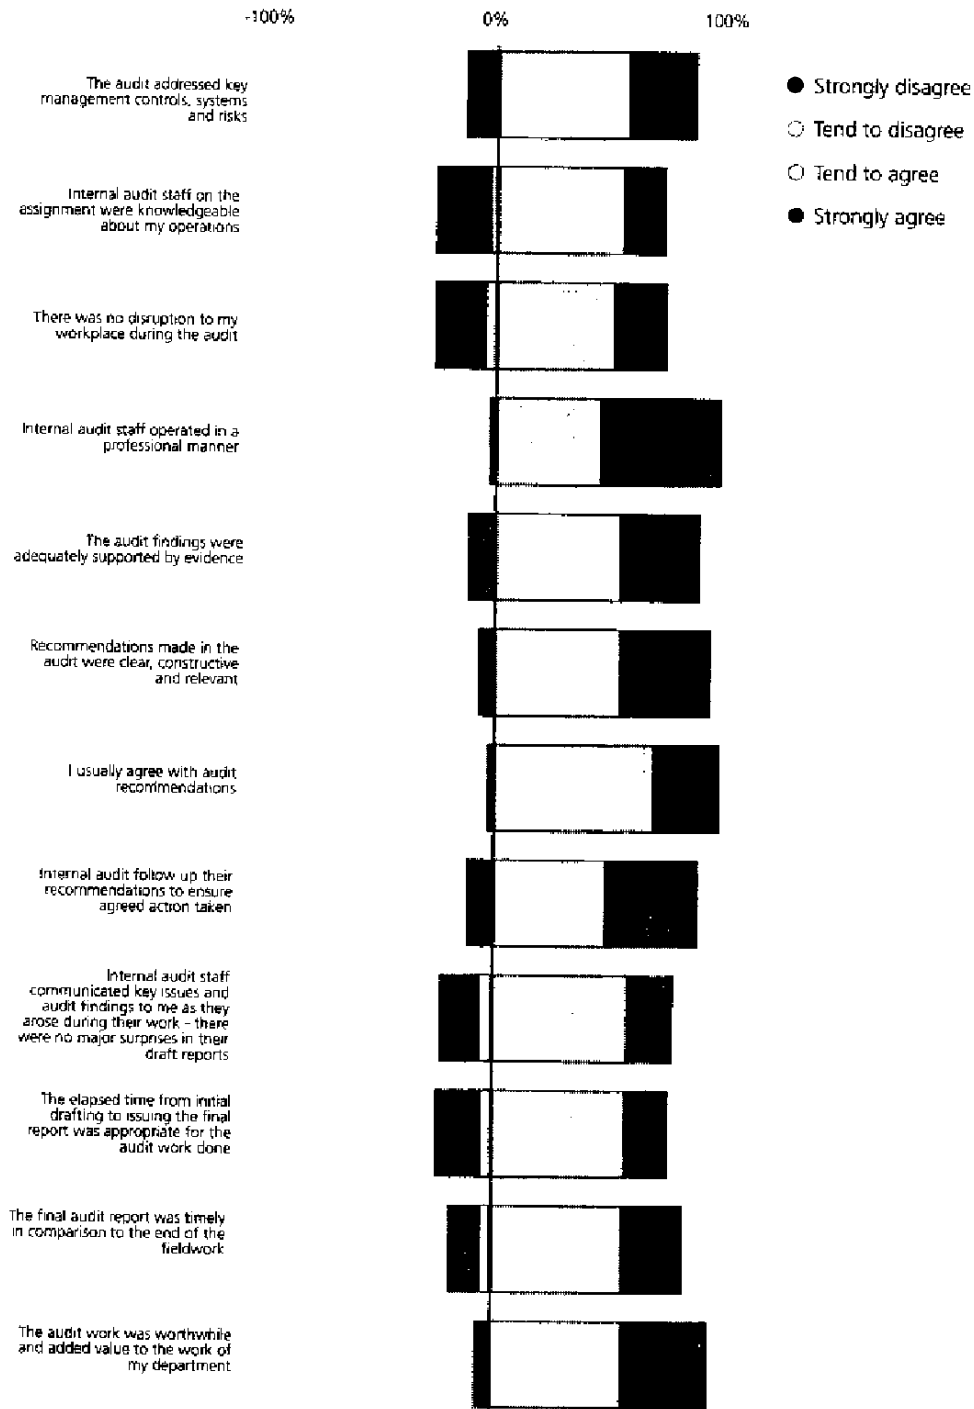 -100%
0%
100%
The audit addressed key
management controls, systems
and risks
Strongly disagree
Tend to disagree
Tend to agree
Strongly agree
Internal audit staff on the
assignment were knowledgeable
about my operations
There was no disruption to my
workplace during the audit
Internal audit staff operated in a
professional manner
The audit findings were
adequately supported by evidence
Recommendations made in the
audit were clear, constructive
and relevant
I usually agree with audit
recommendations
Internal audit follow up their
recommendations to ensure
agreed action taken
Internal audit staff
communicated key issues and
audit findings to me as they
arose during their work – there
were no major surprises in their
draft reports
The elapsed time from initial
drafting to issuing the final
report was appropriate for the
audit work done
The final audit report was timely
in comparison to the end of the
fieldwork
The audit work was worthwhile
and added value to the work of
my department